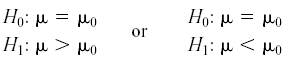 H₀: μ = μ₀ or H₀: μ = μ₀
H₁: μ > μ₀ H₁: μ < μ₀